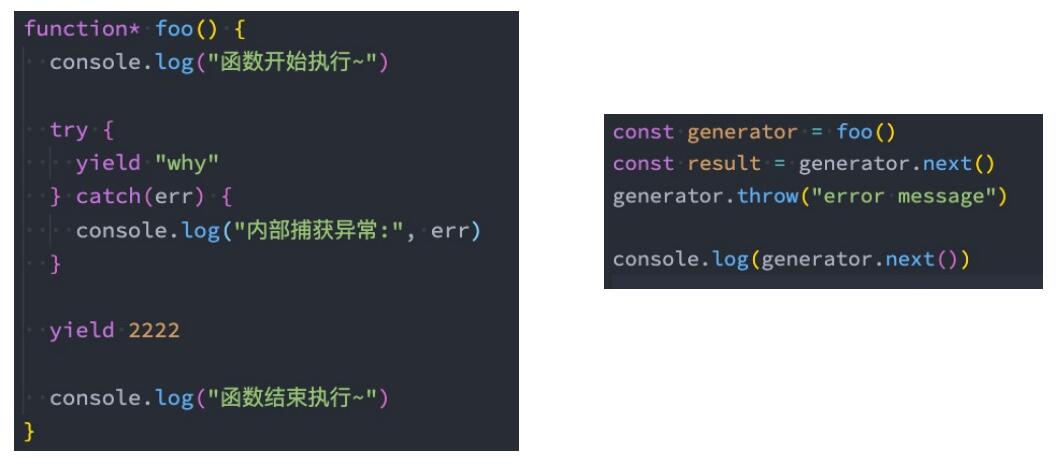 function* foo() {
console.log("函数开始执行~")
try {
yield "why"
} catch(err) {
console.log("内部捕获异常:", err)
}
yield 2222
console.log("函数结束执行~")
}
const generator = foo()
const result = generator.next()
generator.throw("error message")
console.log(generator.next())